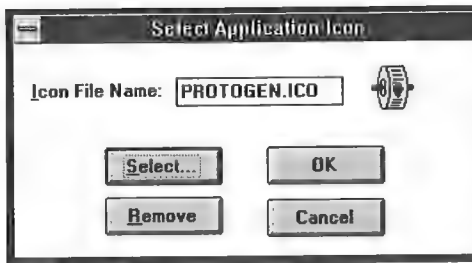 Select Application Icon
Icon File Name: PROTOGEN.ICO
Select... OK
Remove Cancel